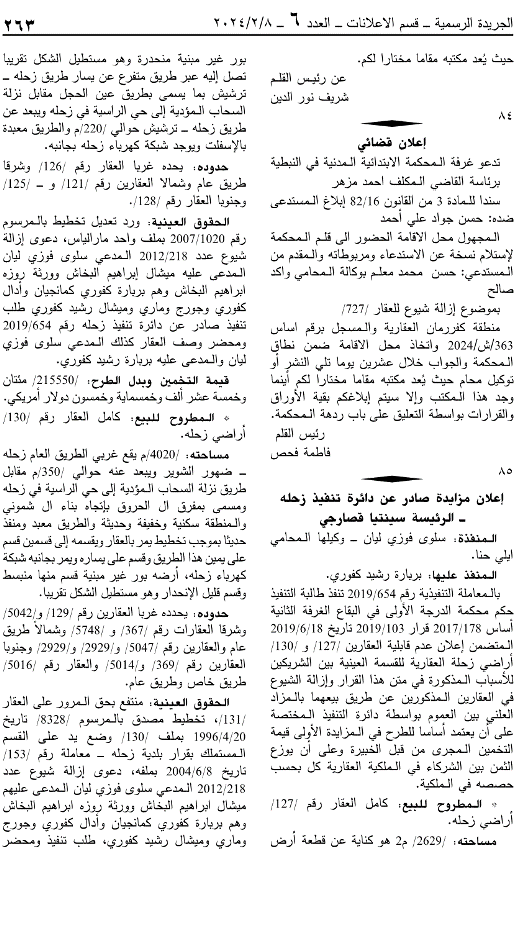 الجريدة الرسمية ــ قسم الاعلانات ــ العدد ٦ ــ ٢٠٢٤/٢/٨
٢٦٣
حيث يُعد مكتبه مقاما مختارا لكم.
عن رئيس القلم
شريف نور الدين
٨٤
إعلان قضائي
تدعو غرفة المحكمة الابتدائية المدنية في النبطية
برئاسة القاضي المكلف احمد مزهر
سندا للمادة 3 من القانون 82/16 إبلاغ المستدعى
ضده: حسن جواد علي أحمد
المجهول محل الاقامة الحضور الى قلم المحكمة
لإستلام نسخة عن الاستدعاء ومربوطاته والمقدم من
المستدعي: حسن محمد معلم بوكالة المحامي واكد
صالح
بموضوع إزالة شيوع للعقار /727/
منطقة كفررمان العقارية والمسجل برقم اساس
363/ش/2024 واتخاذ محل الاقامة ضمن نطاق
المحكمة والجواب خلال عشرين يوما تلي النشر أو
توكيل محام حيث يُعد مكتبه مقاما مختارا لكم أينما
وجد هذا المكتب وإلا سيتم إبلاغكم بقية الأوراق
والقرارات بواسطة التعليق على باب ردهة المحكمة.
رئيس القلم
فاطمة فحص
٨٥
إعلان مزايدة صادر عن دائرة تنفيذ زحله
ــ الرئيسة سينتيا قصارجي
المنفذة: سلوى فوزي ليان ــ وكيلها المحامي
ايلي حنا.
المنفذ عليها: بربارة رشيد كفوري.
بالمعاملة التنفيذية رقم 2019/654 تنفذ طالبة التنفيذ
حكم محكمة الدرجة الأولى في البقاع الغرفة الثانية
أساس 2017/178 قرار 2019/103 تاريخ 2019/6/18
المتضمن إعلان عدم قابلية العقارين /127/ و /130/
أراضي زحلة العقارية للقسمة العينية بين الشريكين
للأسباب المذكورة في متن هذا القرار وإزالة الشيوع
في العقارين المذكورين عن طريق بيعهما بالمزاد
العلني بين العموم بواسطة دائرة التنفيذ المختصة
على أن يعتمد أساسا للطرح في المزايدة الأولى قيمة
التخمين المجرى من قبل الخبيرة وعلى أن يوزع
الثمن بين الشركاء في الملكية العقارية كل بحسب
حصصه في الملكية.
* المطروح للبيع: كامل العقار رقم /127/
أراضي زحله.
مساحته: /2629/ م2 هو كناية عن قطعة أرض
بور غير مبنية منحدرة وهو مستطيل الشكل تقريبا
تصل إليه عبر طريق متفرع عن يسار طريق زحله ــ
ترشيش بما يسمى بطريق عين الحجل مقابل نزلة
السحاب المؤدية إلى حي الراسية في زحله ويبعد عن
طريق زحله ــ ترشيش حوالي /220/م والطريق معبدة
بالإسفلت ويوجد شبكة كهرباء زحله بجانبه.
حدوده: يحده غربا العقار رقم /126/ وشرقا
طريق عام وشمالا العقارين رقم /121/ و ــ /125/
وجنوبا العقار رقم /128/.
الحقوق العينية: ورد تعديل تخطيط بالمرسوم
رقم 2007/1020 بملف واحد مارالياس، دعوى إزالة
شيوع عدد 2012/218 المدعي سلوى فوزي ليان
المدعى عليه ميشال إبراهيم البخاش وورثة روزه
ابراهيم البخاش وهم بربارة كفوري كمانجيان وأدال
كفوري وجورج وماري وميشال رشيد كفوري طلب
تنفيذ صادر عن دائرة تنفيذ زحله رقم 2019/654
ومحضر وصف العقار كذلك المدعي سلوى فوزي
ليان والمدعى عليه بربارة رشيد كفوري.
قيمة التخمين وبدل الطرح: /215550/ مئتان
وخمسة عشر ألف وخمسماية وخمسون دولار أمريكي.
* المطروح للبيع: كامل العقار رقم /130/
أراضي زحله.
مساحته: /4020/م يقع غربي الطريق العام زحله
ــ ضهور الشوير ويبعد عنه حوالي /350/م مقابل
طريق نزلة السحاب المؤدية إلى حي الراسية في زحله
ومسمى بمفرق ال الحروق بإتجاه بناء ال شموني
والمنطقة سكنية وخفيفة وحديثة والطريق معبد ومنفذ
حديثا بموجب تخطيط يمر بالعقار ويقسمه إلى قسمين قسم
على يمين هذا الطريق وقسم على يساره ويمر بجانبه شبكة
كهرباء زحله، أرضه بور غير مبنية قسم منها منبسط
وقسم قليل الإنحدار وهو مستطيل الشكل تقريبا.
حدوده: يحدده غربا العقارين رقم /129/ و/5042/
وشرقا العقارات رقم /367/ و /5748/ وشمالاً طريق
عام والعقارين رقم /5047/ و/2929/ و/2929/ وجنوبا
العقارين رقم /369/ و/5014/ والعقار رقم /5016/
طريق خاص وطريق عام.
الحقوق العينية: منتفع بحق المرور على العقار
/131/، تخطيط مصدق بالمرسوم /8328/ تاريخ
1996/4/20 بملف /130/ وضع يد على القسم
المستملك بقرار بلدية زحله ــ معاملة رقم /153/
تاريخ 2004/6/8 بملفه، دعوى إزالة شيوع عدد
2012/218 المدعي سلوى فوزي ليان المدعى عليهم
ميشال ابراهيم البخاش وورثة روزه ابراهيم البخاش
وهم بربارة كفوري كمانجيان وأدال كفوري وجورج
وماري وميشال رشيد كفوري، طلب تنفيذ ومحضر